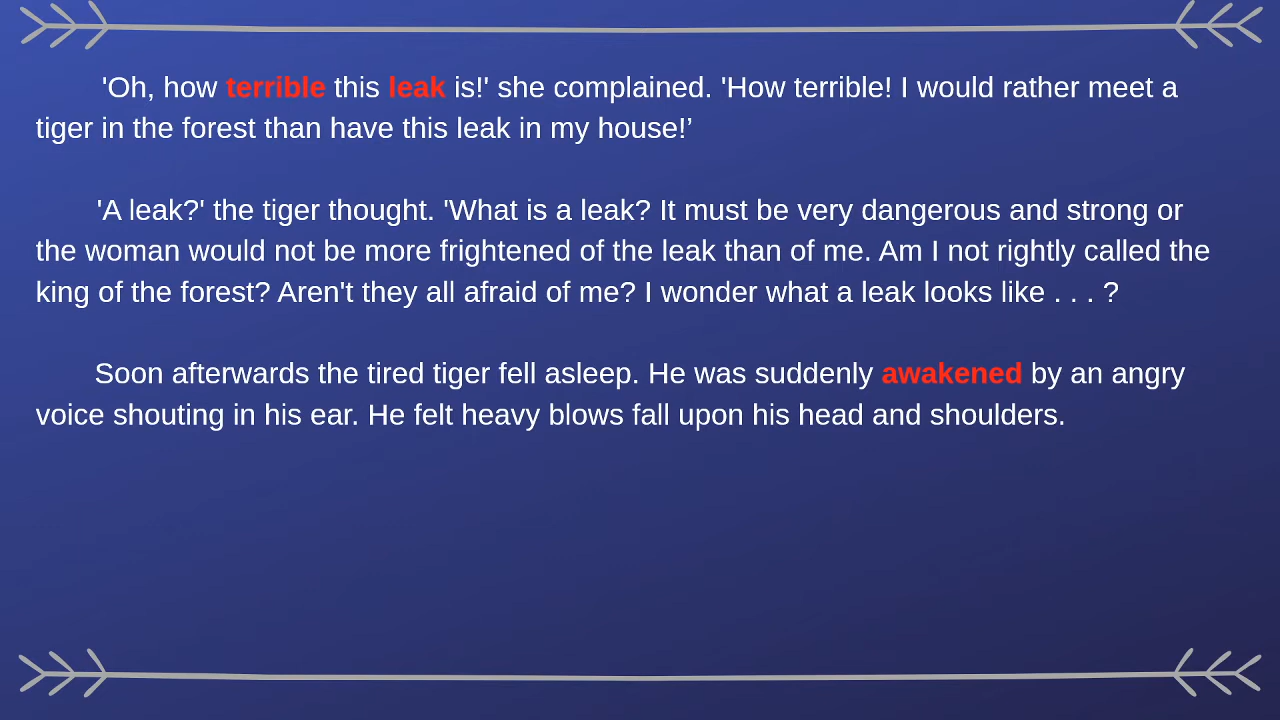 'Oh, how terrible this leak is!' she complained. 'How terrible! I would rather meet a
tiger in the forest than have this leak in my house!’
'A leak?' the tiger thought. 'What is a leak? It must be very dangerous and strong or
the woman would not be more frightened of the leak than of me. Am I not rightly called the
king of the forest? Aren't they all afraid of me? I wonder what a leak looks like . . . ?
Soon afterwards the tired tiger fell asleep. He was suddenly awakened by an angry
voice shouting in his ear. He felt heavy blows fall upon his head and shoulders.